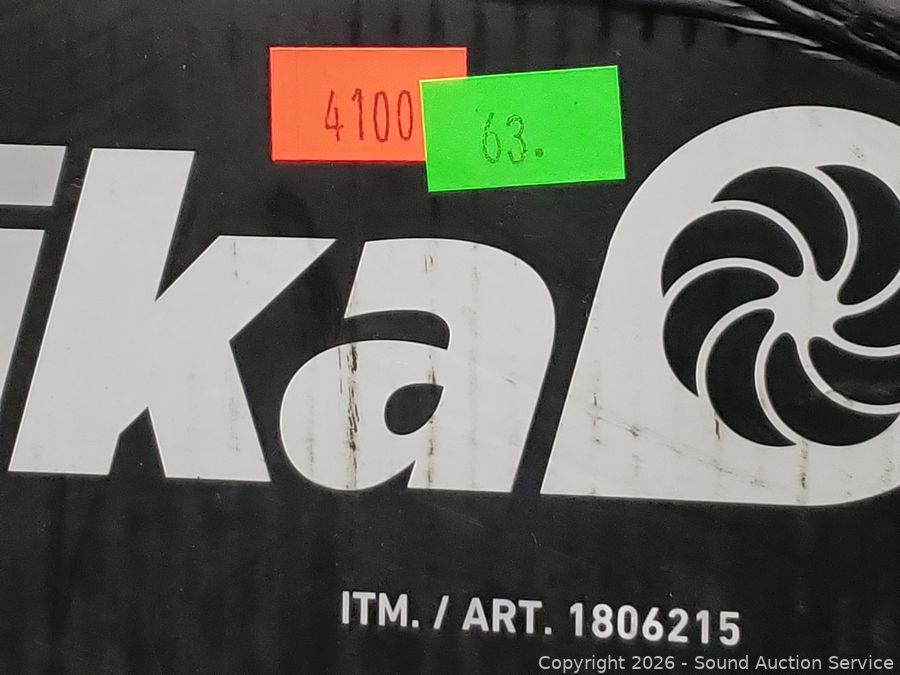 4100
63.
ika
ITM. / ART. 1806215
Copyright 2026 - Sound Auction Service